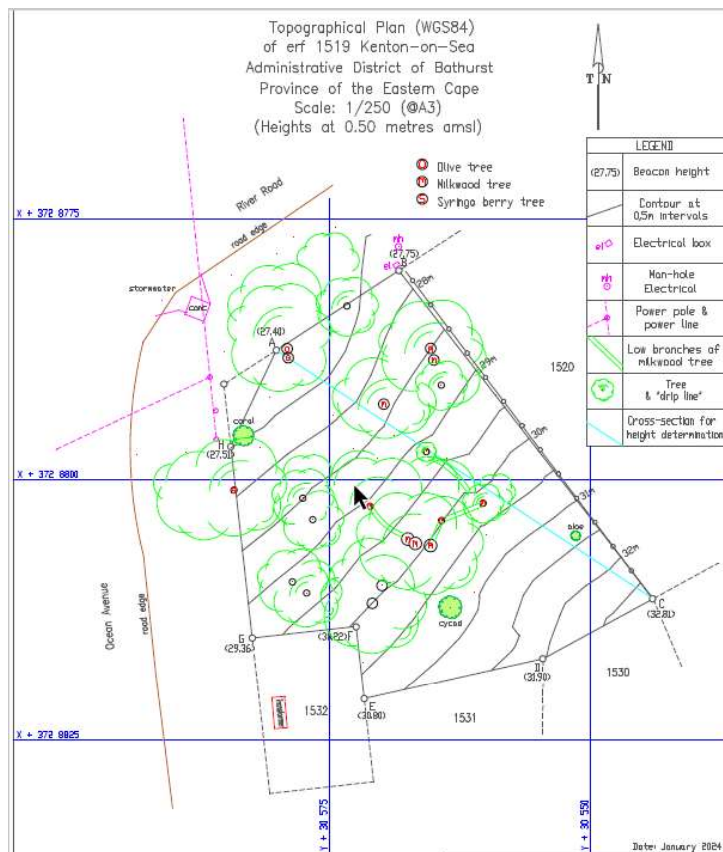 Topographical Plan (WGS84)
of erf 1519 Kenton-on-Sea
Administrative District of Bathurst
Province of the Eastern Cape
Scale: 1/250 (@A3)
(Heights at 0.50 metres amsl)
T N
O Olive tree
M Milkwood tree
S Syringa berry tree
LEGEND
(27.75) Beacon height
Contour at
0,5m intervals
el Electrical box
mh Man-hole
Electrical
Power pole &
power line
Low branches of
milkwood tree
Tree
& "drip line"
Cross-section for
height determination
X + 372 8775
River Road
road edge
stormwater
conc
mh
el
(27.75)
B
28m
(27.40)
A
29m
1520
coral
H
(27.51)
30m
X + 372 8800
31m
aloe
32m
Ocean Avenue
road edge
C
(32.81)
cycad
G
(29.36)
(30.22)
F
D
(31.90)
1530
Transformer
1532
E
(30.80)
1531
X + 372 8825
Y + 30 575
Y + 30 550
Date: January 2024